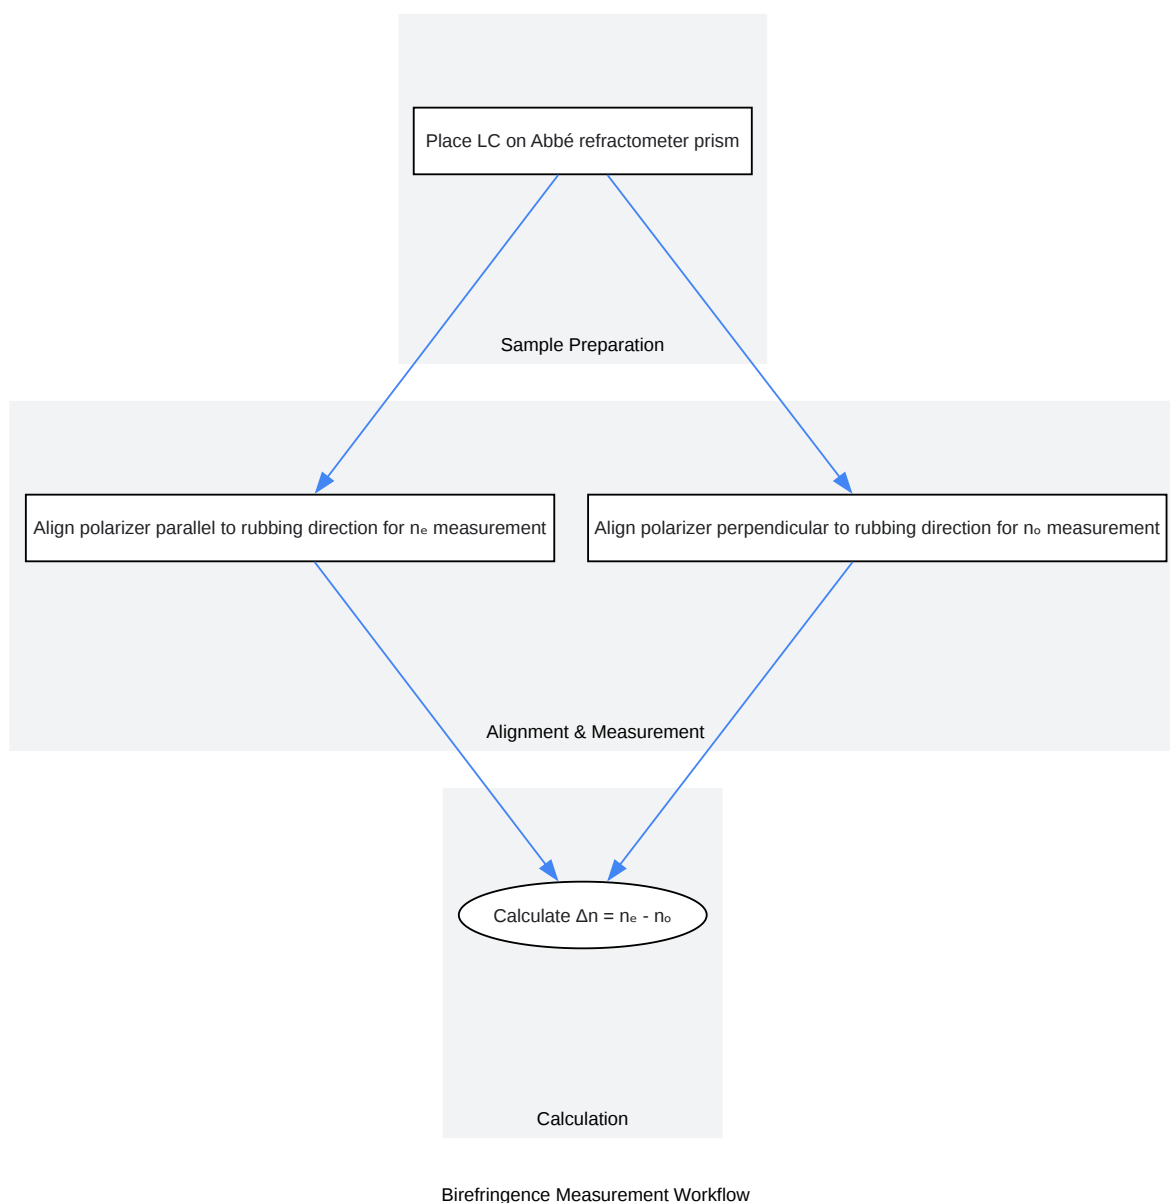 Place LC on Abbé refractometer prism
Sample Preparation
Align polarizer parallel to rubbing direction for nₑ measurement
Align polarizer perpendicular to rubbing direction for nₒ measurement
Alignment & Measurement
Calculate Δn = nₑ - nₒ
Calculation
Birefringence Measurement Workflow